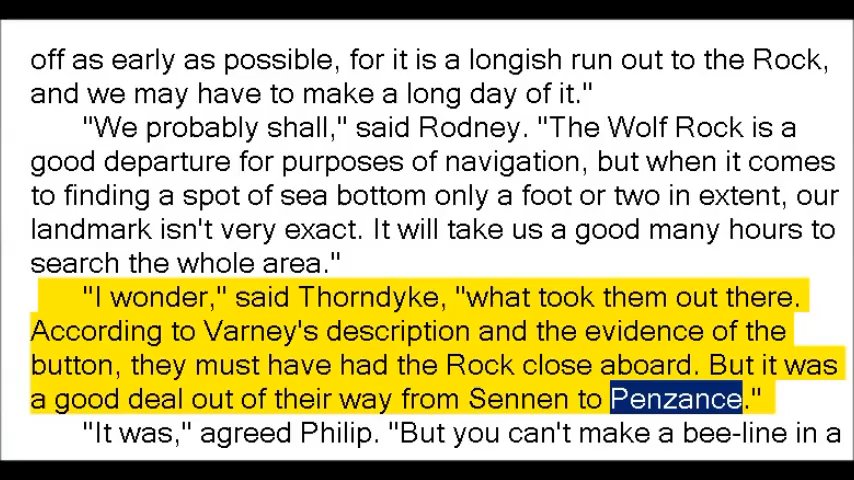 off as early as possible, for it is a longish run out to the Rock,
and we may have to make a long day of it."
"We probably shall," said Rodney. "The Wolf Rock is a
good departure for purposes of navigation, but when it comes
to finding a spot of sea bottom only a foot or two in extent, our
landmark isn't very exact. It will take us a good many hours to
search the whole area."
"I wonder," said Thorndyke, "what took them out there.
According to Varney's description and the evidence of the
button, they must have had the Rock close aboard. But it was
a good deal out of their way from Sennen to Penzance."
"It was," agreed Philip. "But you can't make a bee-line in a